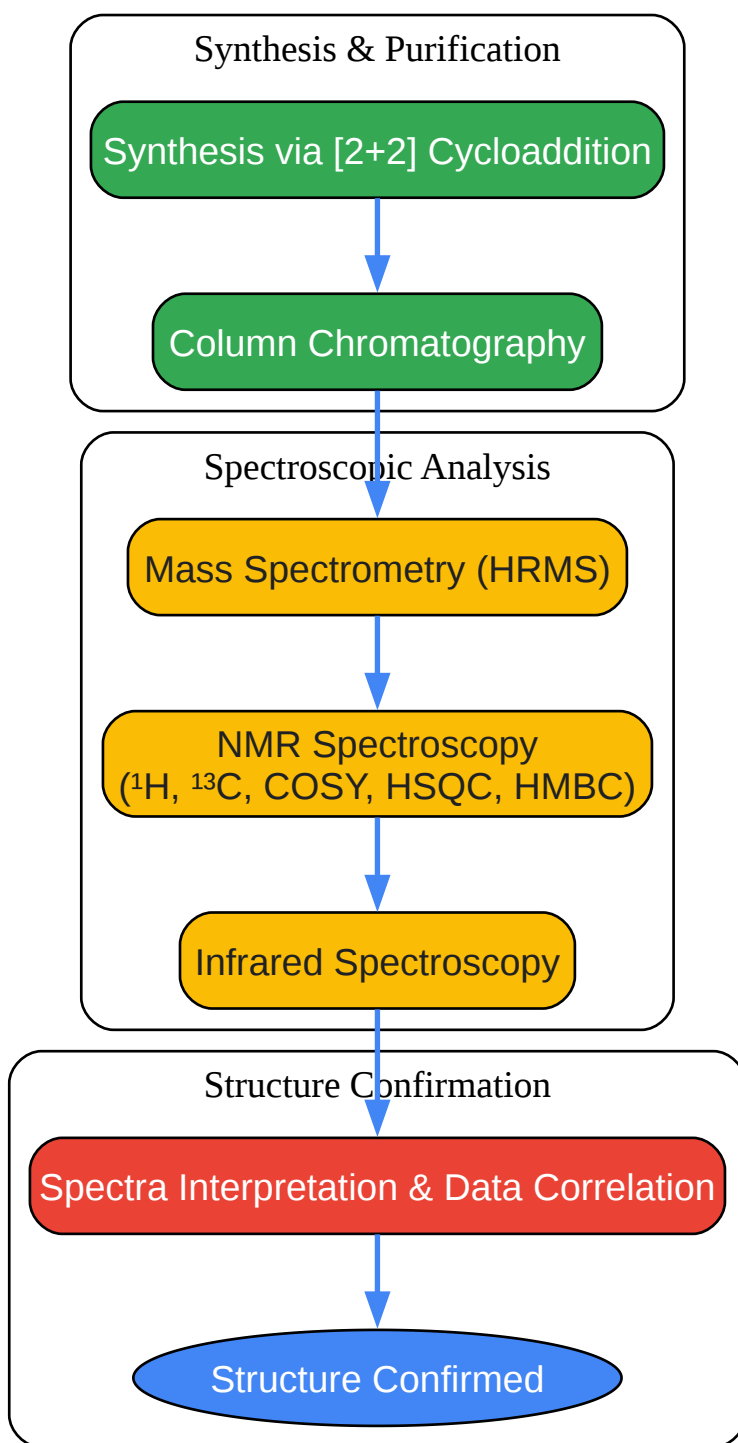 Synthesis & Purification
Synthesis via [2+2] Cycloaddition
Column Chromatography
Spectroscopic Analysis
Mass Spectrometry (HRMS)
NMR Spectroscopy
(¹H, ¹³C, COSY, HSQC, HMBC)
Infrared Spectroscopy
Structure Confirmation
Spectra Interpretation & Data Correlation
Structure Confirmed